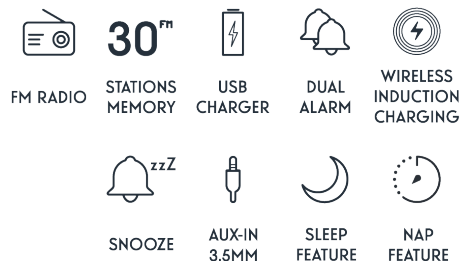 30FM
FM RADIO
STATIONS
MEMORY
USB
CHARGER
DUAL
ALARM
WIRELESS
INDUCTION
CHARGING
zzZ
SNOOZE
AUX-IN
3.5MM
SLEEP
FEATURE
NAP
FEATURE